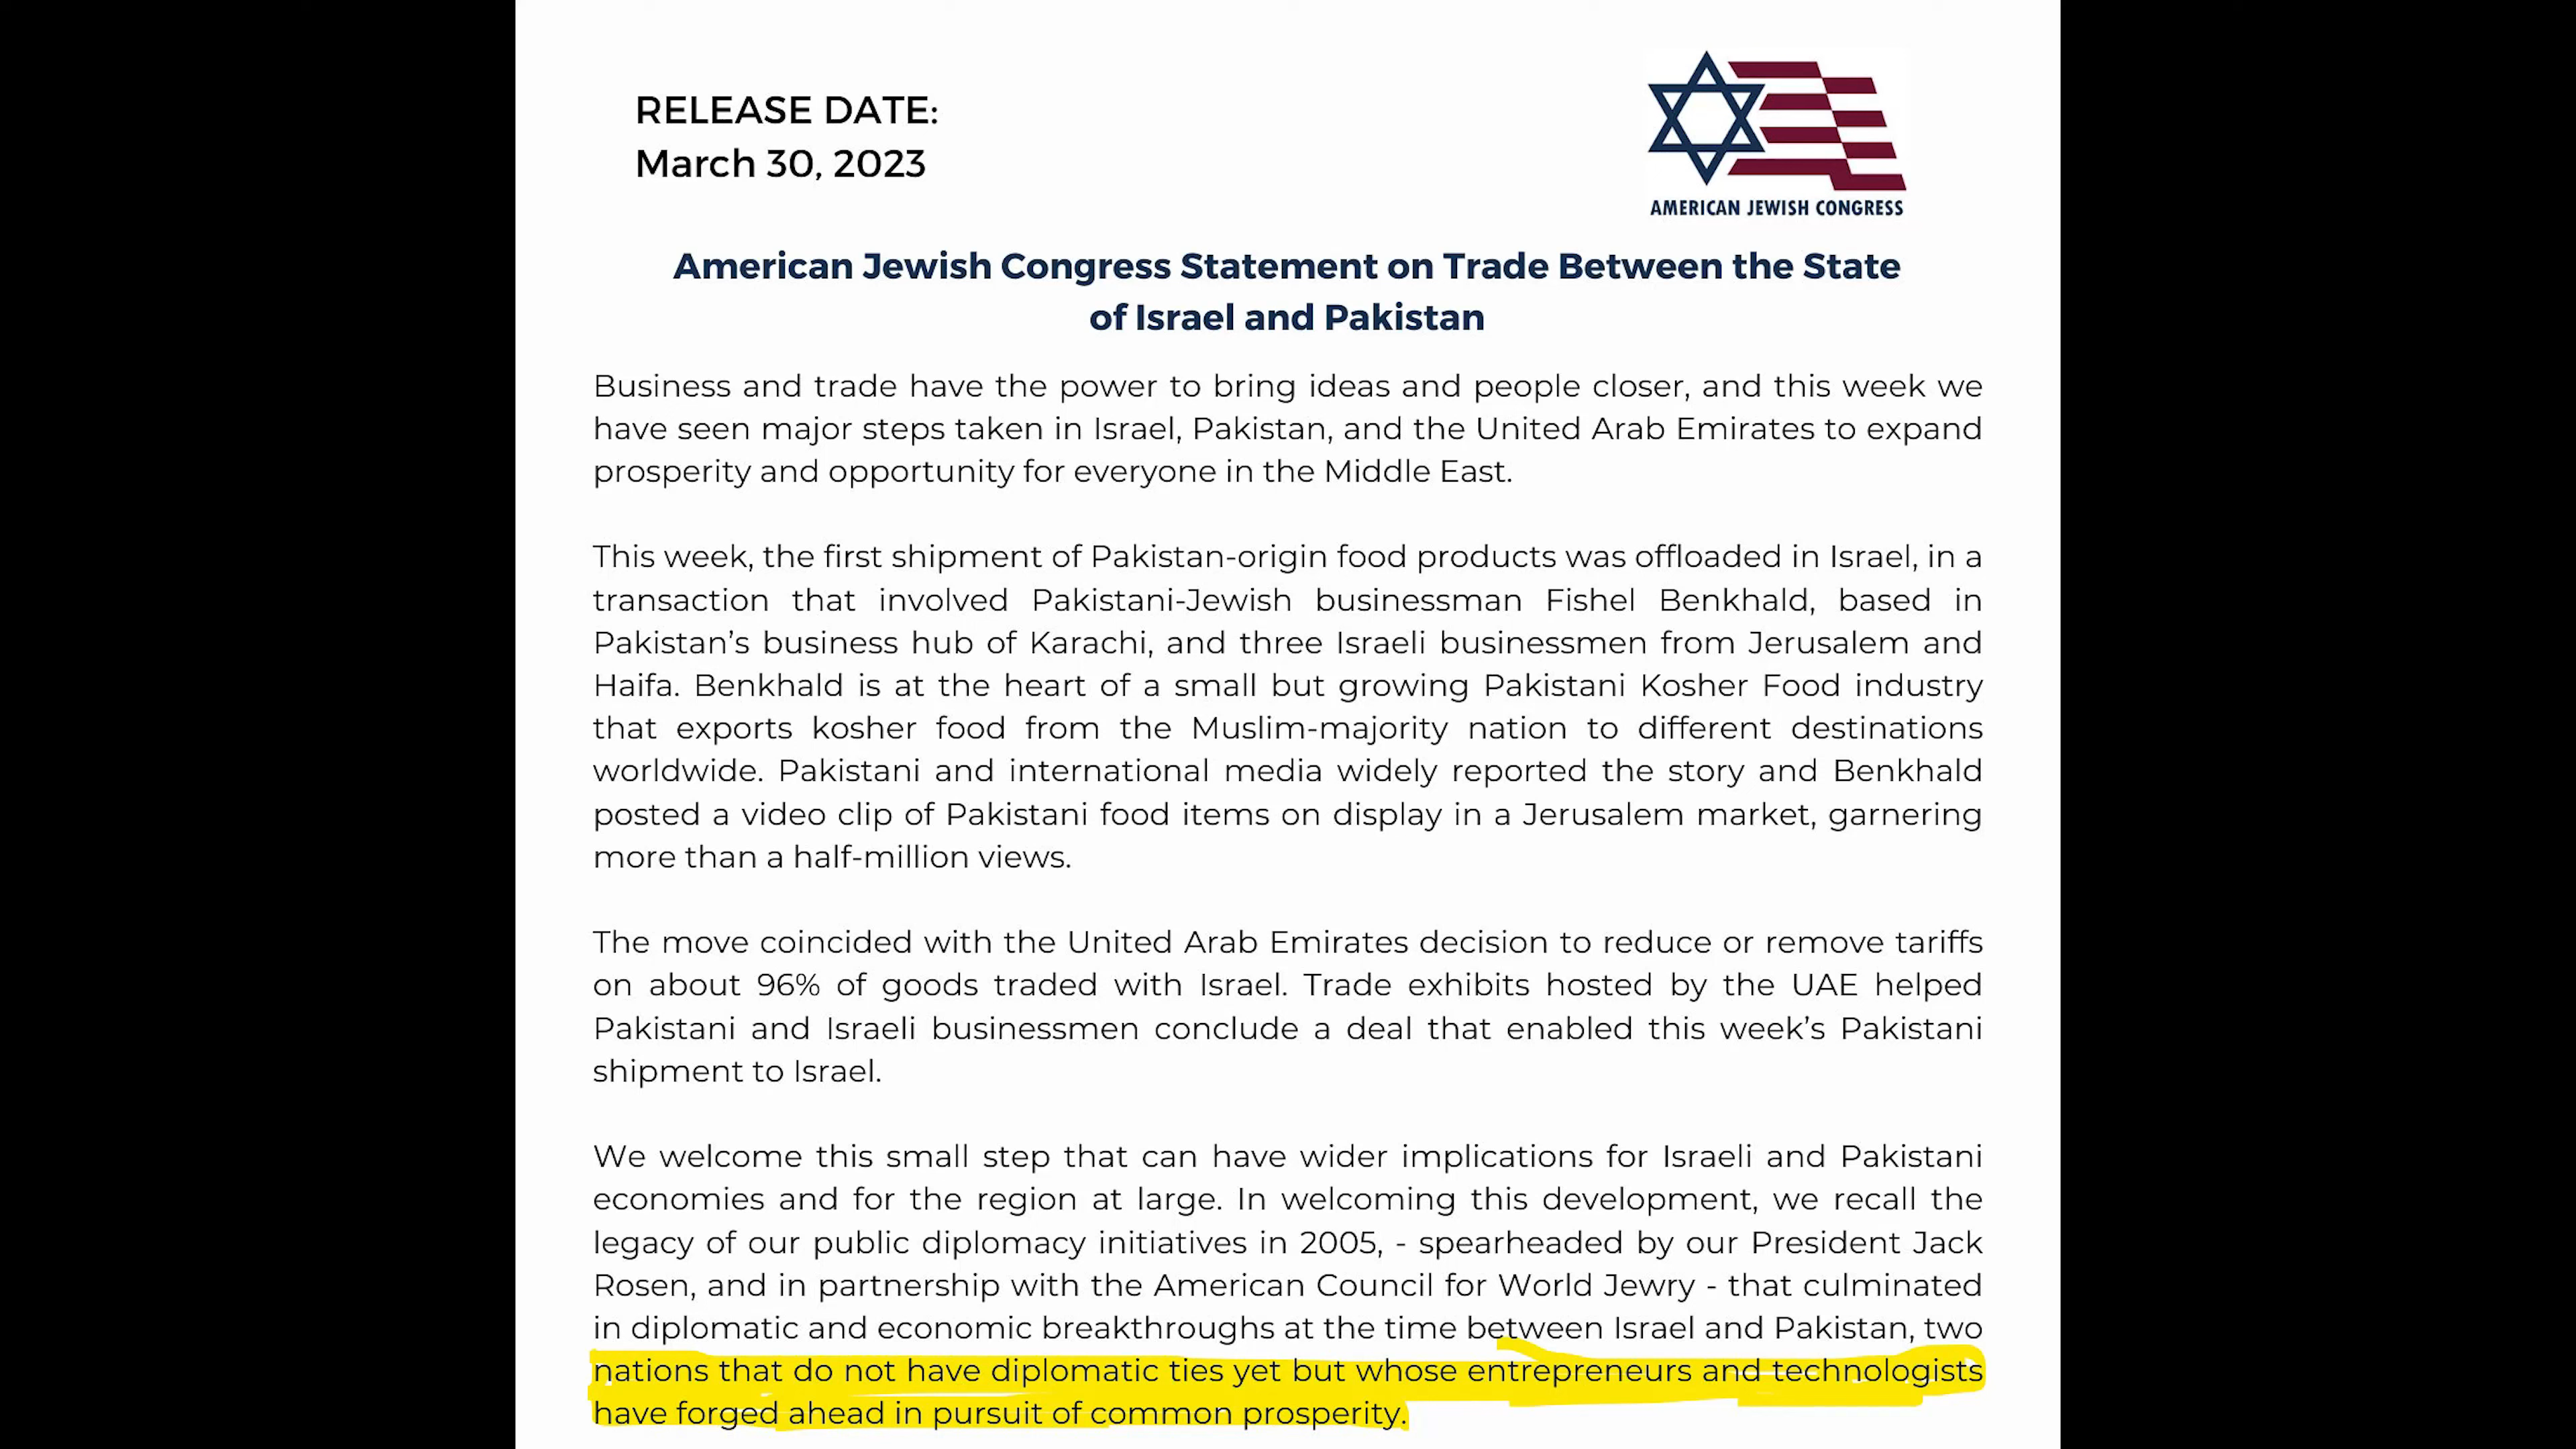 RELEASE DATE:
March 30, 2023
AMERICAN JEWISH CONGRESS
American Jewish Congress Statement on Trade Between the State
of Israel and Pakistan
Business and trade have the power to bring ideas and people closer, and this week we
have seen major steps taken in Israel, Pakistan, and the United Arab Emirates to expand
prosperity and opportunity for everyone in the Middle East.
This week, the first shipment of Pakistan-origin food products was offloaded in Israel, in a
transaction that involved Pakistani-Jewish businessman Fishel Benkhald, based in
Pakistan’s business hub of Karachi, and three Israeli businessmen from Jerusalem and
Haifa. Benkhald is at the heart of a small but growing Pakistani Kosher Food industry
that exports kosher food from the Muslim-majority nation to different destinations
worldwide. Pakistani and international media widely reported the story and Benkhald
posted a video clip of Pakistani food items on display in a Jerusalem market, garnering
more than a half-million views.
The move coincided with the United Arab Emirates decision to reduce or remove tariffs
on about 96% of goods traded with Israel. Trade exhibits hosted by the UAE helped
Pakistani and Israeli businessmen conclude a deal that enabled this week’s Pakistani
shipment to Israel.
We welcome this small step that can have wider implications for Israeli and Pakistani
economies and for the region at large. In welcoming this development, we recall the
legacy of our public diplomacy initiatives in 2005, - spearheaded by our President Jack
Rosen, and in partnership with the American Council for World Jewry - that culminated
in diplomatic and economic breakthroughs at the time between Israel and Pakistan, two
nations that do not have diplomatic ties yet but whose entrepreneurs and technologists
have forged ahead in pursuit of common prosperity.